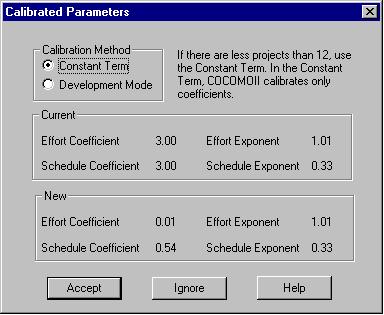 Calibrated Parameters
Calibration Method
Constant Term
Development Mode
If there are less projects than 12, use
the Constant Term. In the Constant
Term, COCOMOII calibrates only
coefficients.
Current
Effort Coefficient 3.00 Effort Exponent 1.01
Schedule Coefficient 3.00 Schedule Exponent 0.33
New
Effort Coefficient 0.01 Effort Exponent 1.01
Schedule Coefficient 0.54 Schedule Exponent 0.33
Accept Ignore Help